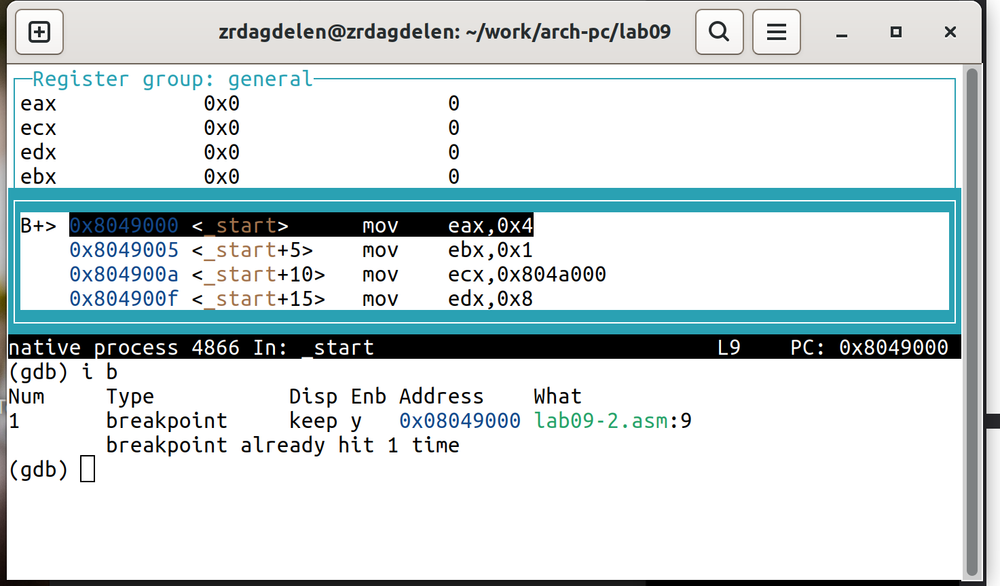 zrdagdelen@zrdagdelen: ~/work/arch-pc/lab09
Register group: general
eax 0x0 0
ecx 0x0 0
edx 0x0 0
ebx 0x0 0
B+> 0x8049000 <_start> mov eax,0x4
0x8049005 <_start+5> mov ebx,0x1
0x804900a <_start+10> mov ecx,0x804a000
0x804900f <_start+15> mov edx,0x8
native process 4866 In: _start L9 PC: 0x8049000
(gdb) i b
Num Type Disp Enb Address What
1 breakpoint keep y 0x08049000 lab09-2.asm:9
breakpoint already hit 1 time
(gdb)